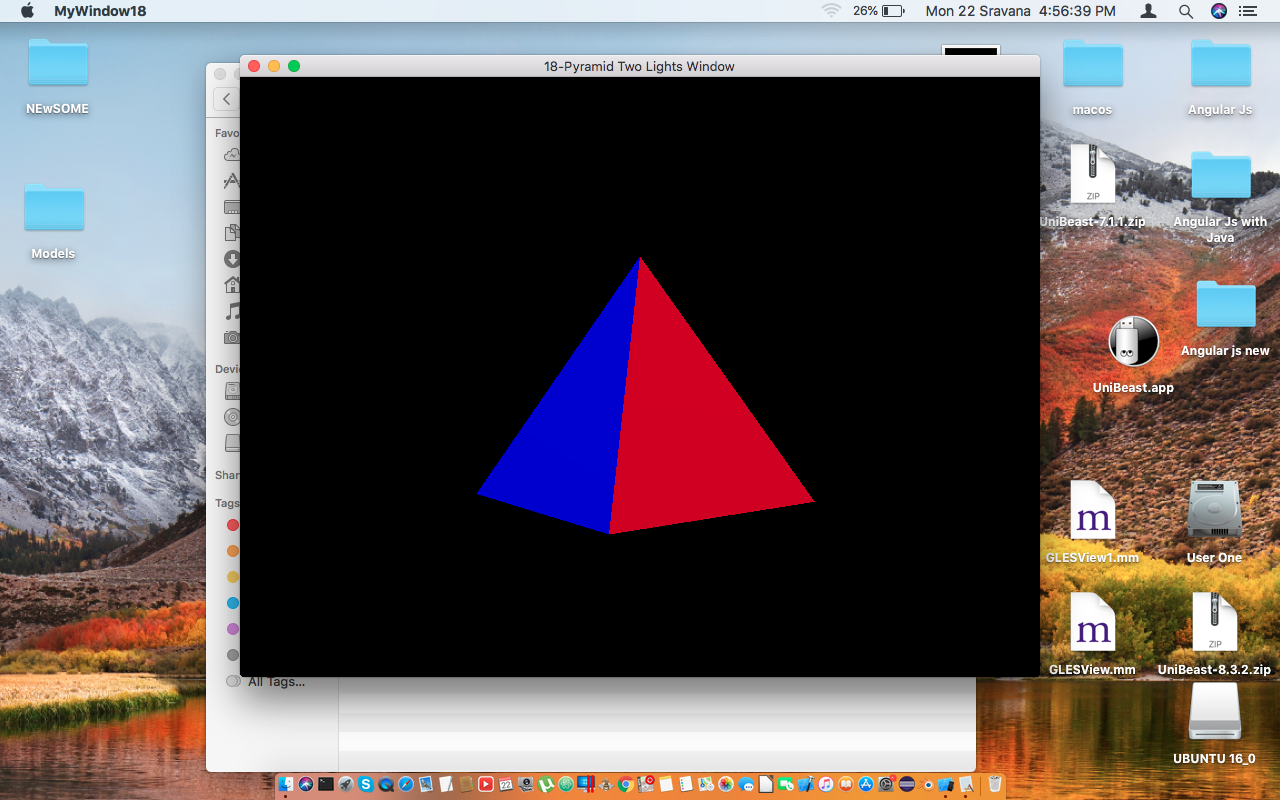 MyWindow18
26%
Mon 22 Sravana 4:56:39 PM
NEwSOME
Models
18-Pyramid Two Lights Window
Favo
Devi
Shar
Tags
All Tags...
macos
Angular Js
ZIP
UniBeast-7.1.1.zip
Angular Js with
Java
Angular js new
UniBeast.app
m
GLESView1.mm
User One
m
GLESView.mm
ZIP
UniBeast-8.3.2.zip
UBUNTU 16_0